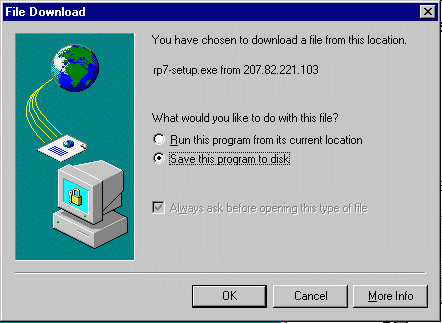 File Download
You have chosen to download a file from this location.
rp7-setup.exe from 207.82.221.103
What would you like to do with this file?
Run this program from its current location
Save this program to disk
Always ask before opening this type of file
OK
Cancel
More Info